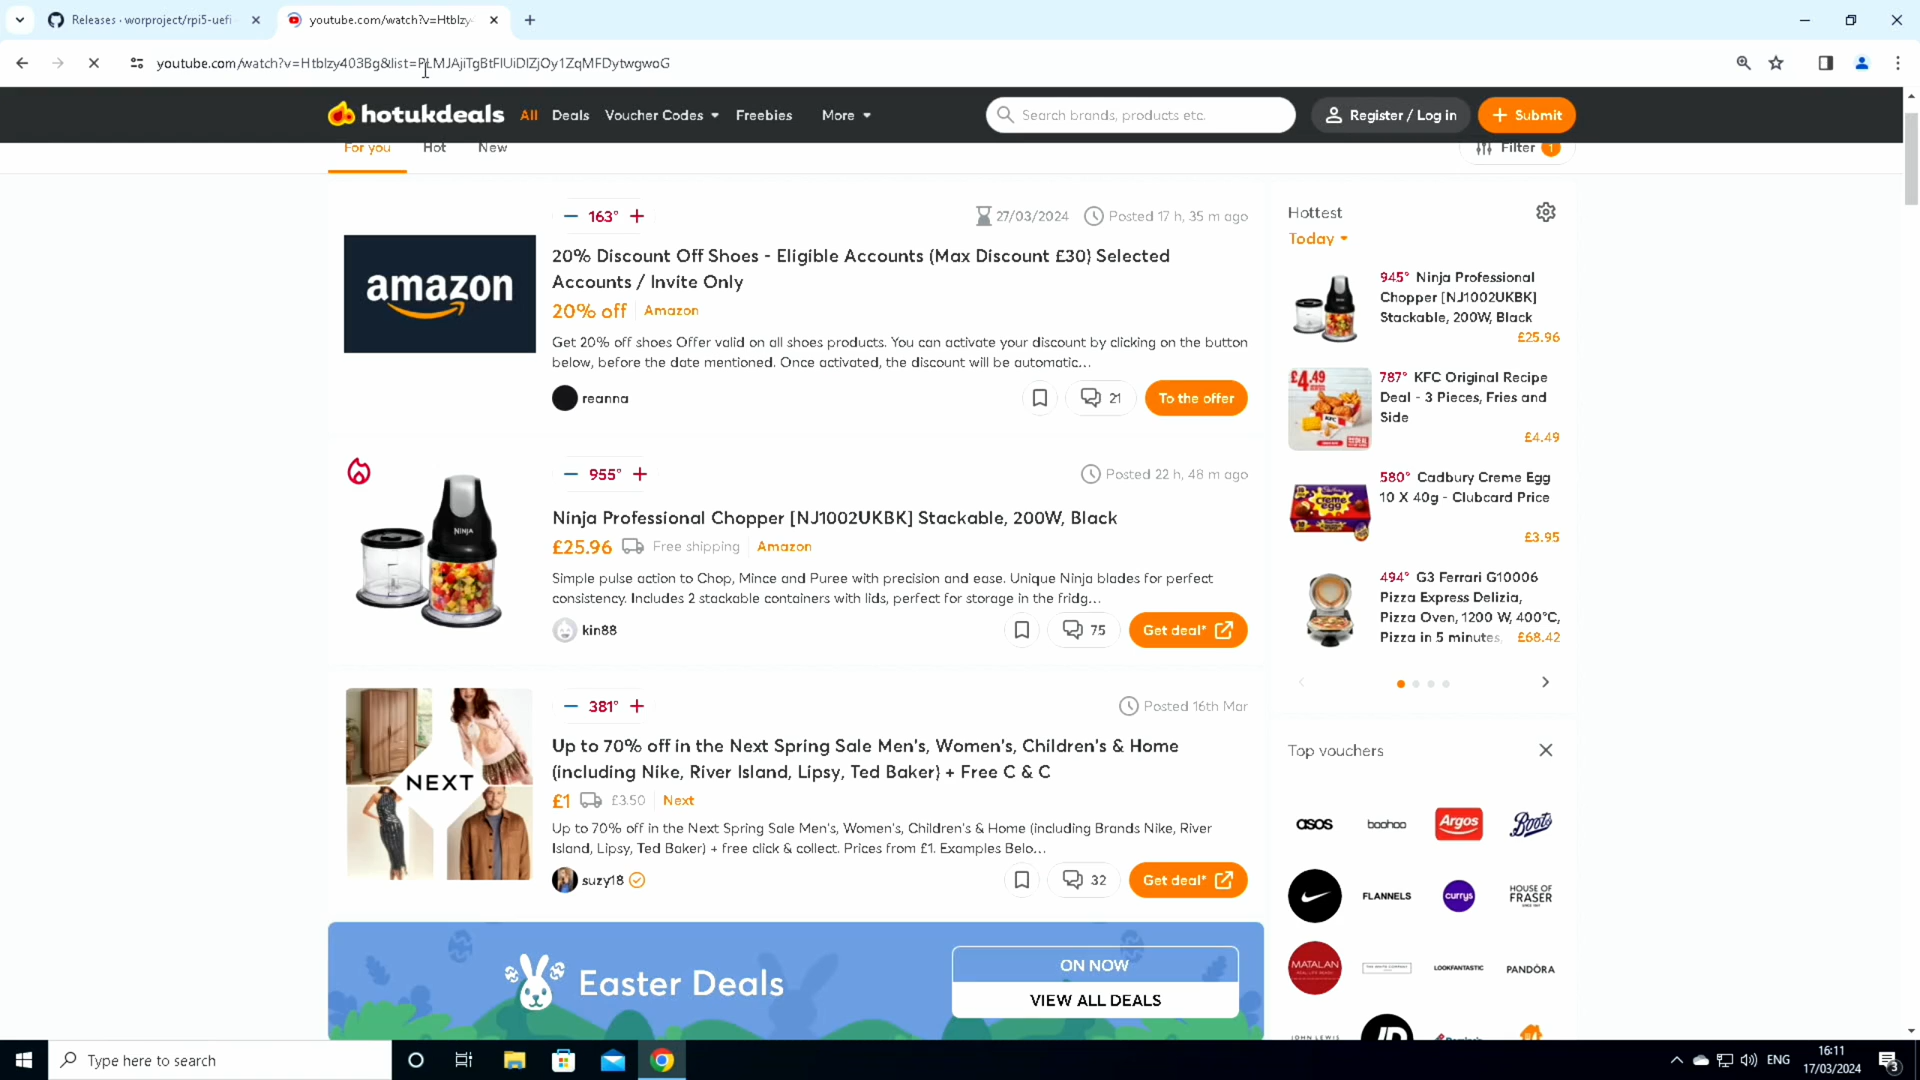 Releases · worproject/rpi5-uefi
youtube.com/watch?v=Htblzy
youtube.com/watch?v=Htblzy403Bg&list=PLMJAjiTgBtFlUiDlZjOy1ZqMFDytwgwoG
hotukdeals
All
Deals
Voucher Codes
Freebies
More
Search brands, products etc.
Register / Log in
Submit
For you
Hot
New
Filter
1
163°
27/03/2024
Posted 17 h, 35 m ago
amazon
20% Discount Off Shoes - Eligible Accounts (Max Discount £30) Selected
Accounts / Invite Only
20% off
Amazon
Get 20% off shoes Offer valid on all shoes products. You can activate your discount by clicking on the button
below, before the date mentioned. Once activated, the discount will be automatic...
reanna
21
To the offer
955°
Posted 22 h, 48 m ago
NINJA
Ninja Professional Chopper [NJ1002UKBK] Stackable, 200W, Black
£25.96
Free shipping
Amazon
Simple pulse action to Chop, Mince and Puree with precision and ease. Unique Ninja blades for perfect
consistency. Includes 2 stackable containers with lids, perfect for storage in the fridg...
kin88
75
Get deal*
381°
Posted 16th Mar
NEXT
Up to 70% off in the Next Spring Sale Men's, Women's, Children's & Home
(including Nike, River Island, Lipsy, Ted Baker) + Free C & C
£1
£3.50
Next
Up to 70% off in the Next Spring Sale Men's, Women's, Children's & Home (including Brands Nike, River
Island, Lipsy, Ted Baker) + free click & collect. Prices from £1. Examples Belo...
suzy18
32
Get deal*
Easter Deals
ON NOW
VIEW ALL DEALS
Hottest
Today
945° Ninja Professional
Chopper [NJ1002UKBK]
Stackable, 200W, Black
£25.96
£4.49
787° KFC Original Recipe
Deal - 3 Pieces, Fries and
Side
£4.49
creme
egg
580° Cadbury Creme Egg
10 X 40g - Clubcard Price
£3.95
494° G3 Ferrari G10006
Pizza Express Delizia,
Pizza Oven, 1200 W, 400°C,
Pizza in 5 minutes,
£68.42
Top vouchers
asos
boohoo
Argos
Boots
FLANNELS
currys
HOUSE OF
FRASER
MATALAN
THE WHITE COMPANY
LOOKFANTASTIC
PANDÖRA
JOHN LEWIS
Type here to search
ENG
16:11
17/03/2024
3